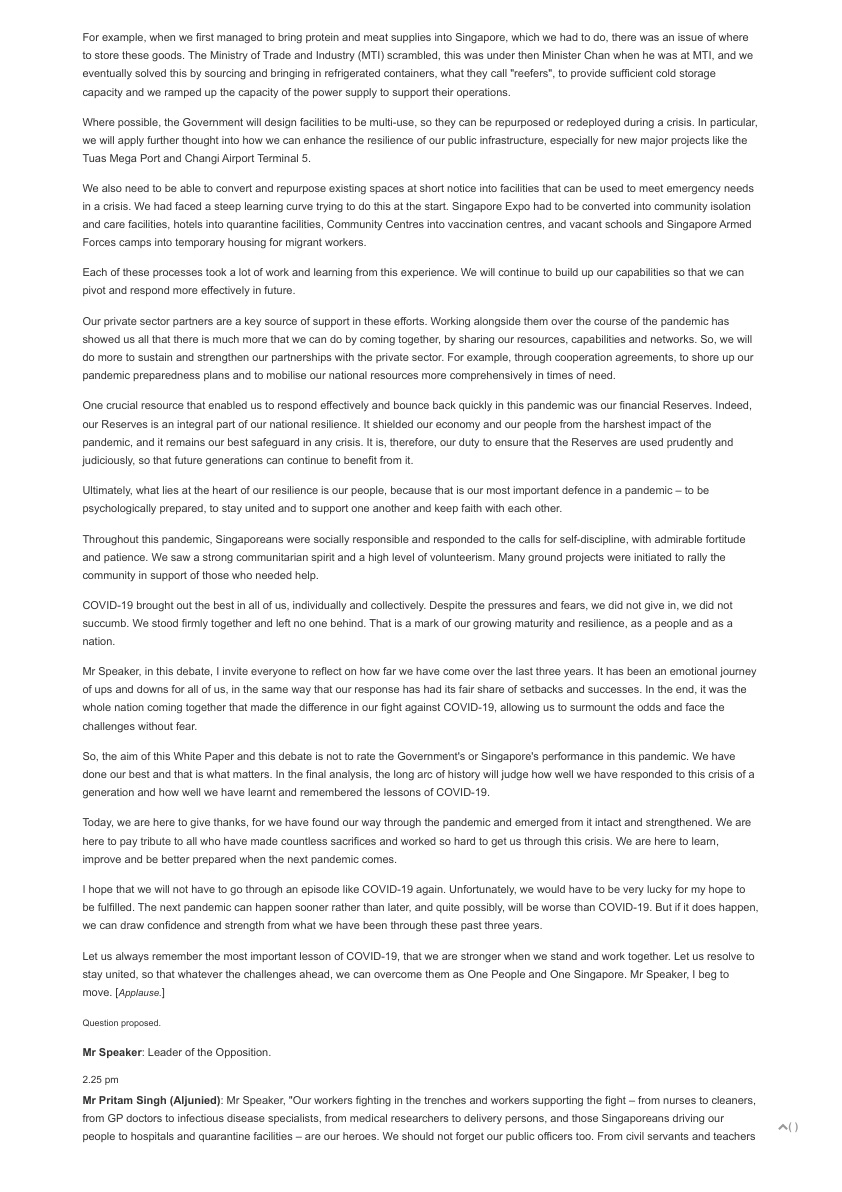 For example, when we first managed to bring protein and meat supplies into Singapore, which we had to do, there was an issue of where
to store these goods. The Ministry of Trade and Industry (MTI) scrambled, this was under then Minister Chan when he was at MTI, and we
eventually solved this by sourcing and bringing in refrigerated containers, what they call "reefers", to provide sufficient cold storage
capacity and we ramped up the capacity of the power supply to support their operations.
Where possible, the Government will design facilities to be multi-use, so they can be repurposed or redeployed during a crisis. In particular,
we will apply further thought into how we can enhance the resilience of our public infrastructure, especially for new major projects like the
Tuas Mega Port and Changi Airport Terminal 5.
We also need to be able to convert and repurpose existing spaces at short notice into facilities that can be used to meet emergency needs
in a crisis. We had faced a steep learning curve trying to do this at the start. Singapore Expo had to be converted into community isolation
and care facilities, hotels into quarantine facilities, Community Centres into vaccination centres, and vacant schools and Singapore Armed
Forces camps into temporary housing for migrant workers.
Each of these processes took a lot of work and learning from this experience. We will continue to build up our capabilities so that we can
pivot and respond more effectively in future.
Our private sector partners are a key source of support in these efforts. Working alongside them over the course of the pandemic has
showed us all that there is much more that we can do by coming together, by sharing our resources, capabilities and networks. So, we will
do more to sustain and strengthen our partnerships with the private sector. For example, through cooperation agreements, to shore up our
pandemic preparedness plans and to mobilise our national resources more comprehensively in times of need.
One crucial resource that enabled us to respond effectively and bounce back quickly in this pandemic was our financial Reserves. Indeed,
our Reserves is an integral part of our national resilience. It shielded our economy and our people from the harshest impact of the
pandemic, and it remains our best safeguard in any crisis. It is, therefore, our duty to ensure that the Reserves are used prudently and
judiciously, so that future generations can continue to benefit from it.
Ultimately, what lies at the heart of our resilience is our people, because that is our most important defence in a pandemic – to be
psychologically prepared, to stay united and to support one another and keep faith with each other.
Throughout this pandemic, Singaporeans were socially responsible and responded to the calls for self-discipline, with admirable fortitude
and patience. We saw a strong communitarian spirit and a high level of volunteerism. Many ground projects were initiated to rally the
community in support of those who needed help.
COVID-19 brought out the best in all of us, individually and collectively. Despite the pressures and fears, we did not give in, we did not
succumb. We stood firmly together and left no one behind. That is a mark of our growing maturity and resilience, as a people and as a
nation.
Mr Speaker, in this debate, I invite everyone to reflect on how far we have come over the last three years. It has been an emotional journey
of ups and downs for all of us, in the same way that our response has had its fair share of setbacks and successes. In the end, it was the
whole nation coming together that made the difference in our fight against COVID-19, allowing us to surmount the odds and face the
challenges without fear.
So, the aim of this White Paper and this debate is not to rate the Government's or Singapore's performance in this pandemic. We have
done our best and that is what matters. In the final analysis, the long arc of history will judge how well we have responded to this crisis of a
generation and how well we have learnt and remembered the lessons of COVID-19.
Today, we are here to give thanks, for we have found our way through the pandemic and emerged from it intact and strengthened. We are
here to pay tribute to all who have made countless sacrifices and worked so hard to get us through this crisis. We are here to learn,
improve and be better prepared when the next pandemic comes.
I hope that we will not have to go through an episode like COVID-19 again. Unfortunately, we would have to be very lucky for my hope to
be fulfilled. The next pandemic can happen sooner rather than later, and quite possibly, will be worse than COVID-19. But if it does happen,
we can draw confidence and strength from what we have been through these past three years.
Let us always remember the most important lesson of COVID-19, that we are stronger when we stand and work together. Let us resolve to
stay united, so that whatever the challenges ahead, we can overcome them as One People and One Singapore. Mr Speaker, I beg to
move. [Applause.]
Question proposed.
Mr Speaker: Leader of the Opposition.
2.25 pm
Mr Pritam Singh (Aljunied): Mr Speaker, "Our workers fighting in the trenches and workers supporting the fight – from nurses to cleaners,
from GP doctors to infectious disease specialists, from medical researchers to delivery persons, and those Singaporeans driving our
people to hospitals and quarantine facilities – are our heroes. We should not forget our public officers too. From civil servants and teachers
( )